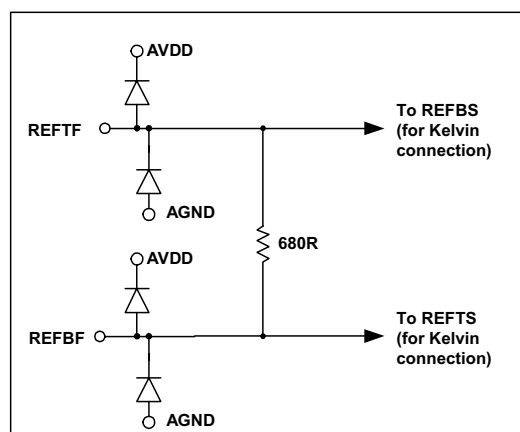 AVDD
REFTF
To REFBS
(for Kelvin
connection)
AGND
680R
AVDD
REFBF
To REFTS
(for Kelvin
connection)
AGND